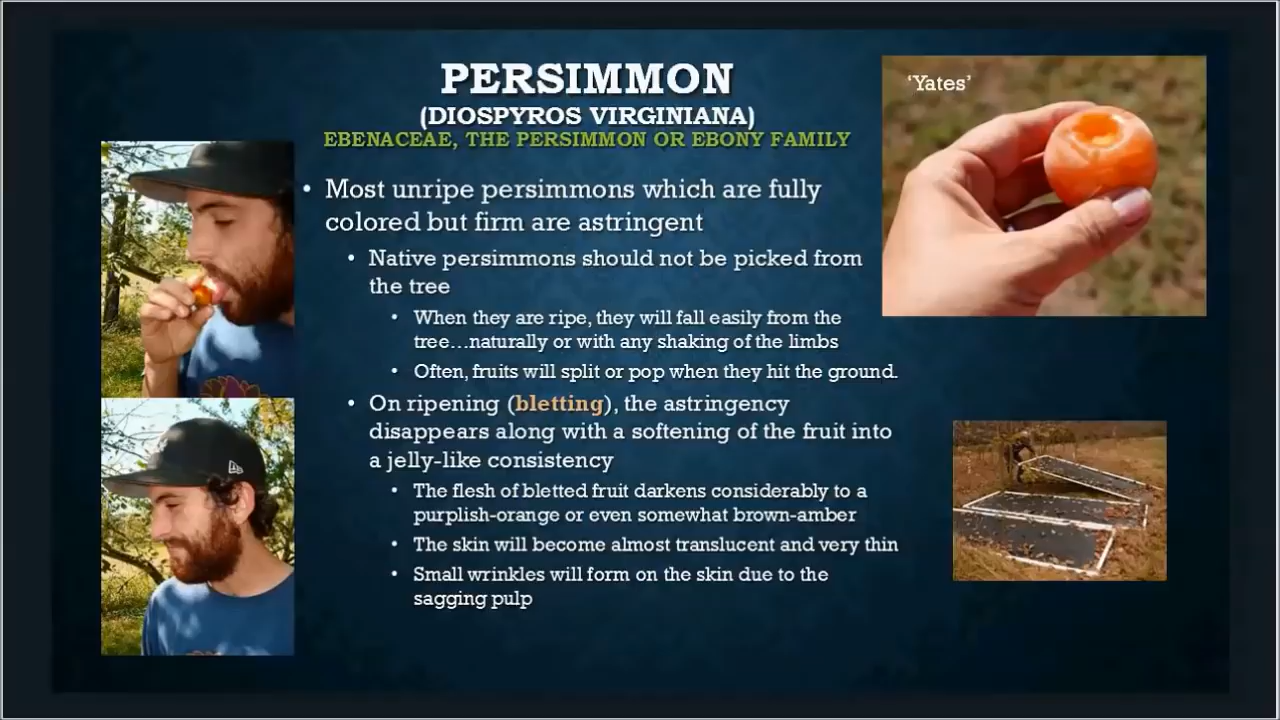 PERSIMMON
(DIOSPYROS VIRGINIANA)
EBENACEAE, THE PERSIMMON OR EBONY FAMILY
‘Yates’
• Most unripe persimmons which are fully
colored but firm are astringent
• Native persimmons should not be picked from
the tree
• When they are ripe, they will fall easily from the
tree…naturally or with any shaking of the limbs
• Often, fruits will split or pop when they hit the ground.
• On ripening (bletting), the astringency
disappears along with a softening of the fruit into
a jelly-like consistency
• The flesh of bletted fruit darkens considerably to a
purplish-orange or even somewhat brown-amber
• The skin will become almost translucent and very thin
• Small wrinkles will form on the skin due to the
sagging pulp